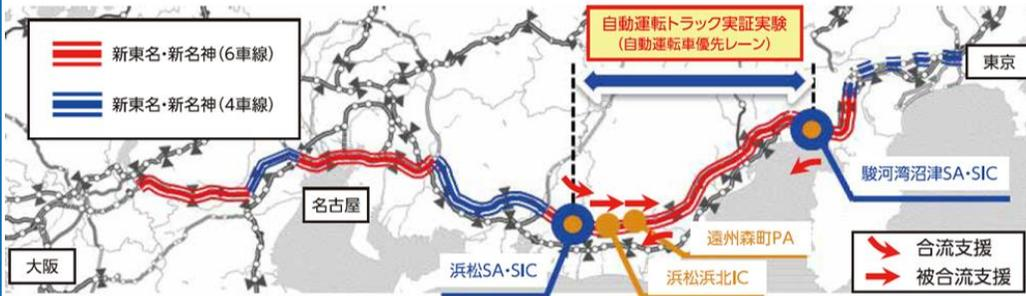 新東名・新名神(6車線)
新東名・新名神(4車線)
自動運転トラック実証実験
(自動運転車優先レーン)
東京
駿河湾沼津SA・SIC
名古屋
遠州森町PA
大阪
浜松SA・SIC
浜松浜北IC
合流支援
被合流支援